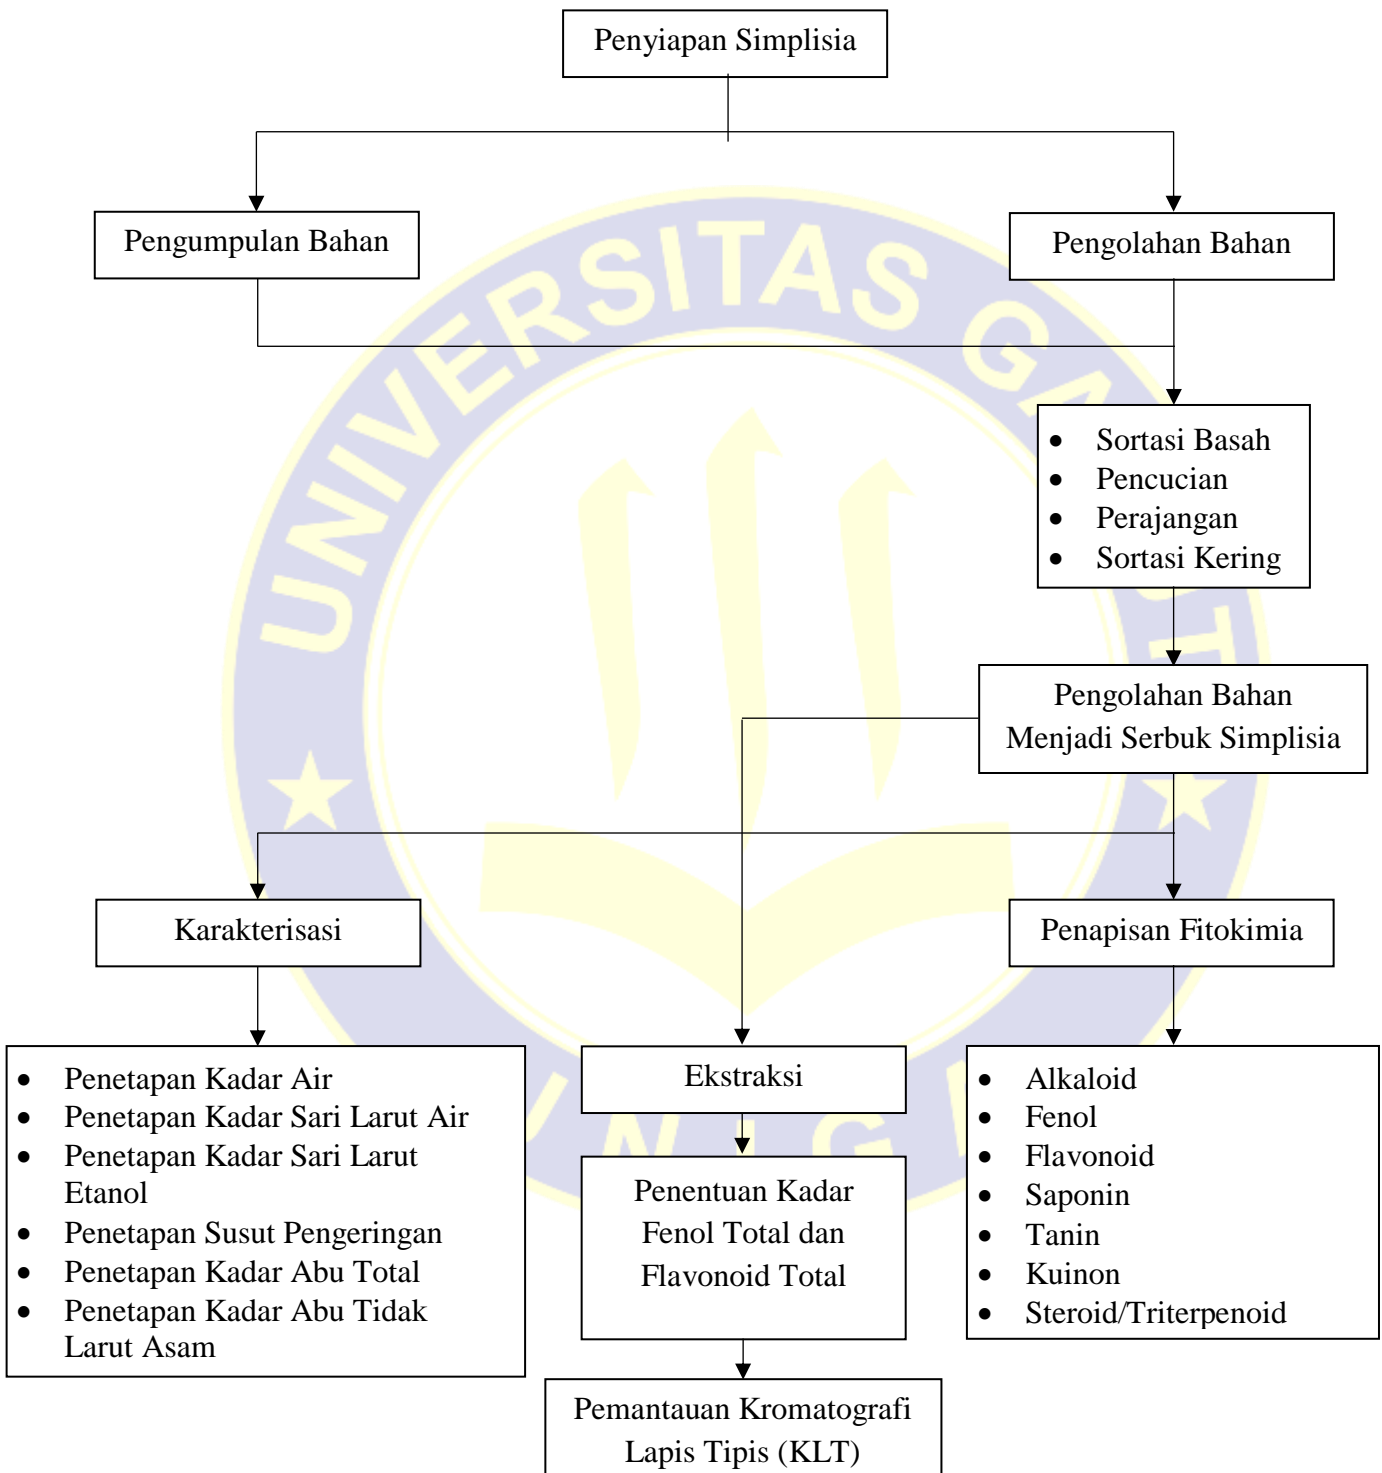 Penyiapan Simplisia
Pengumpulan Bahan
Pengolahan Bahan
• Sortasi Basah
• Pencucian
• Perajangan
• Sortasi Kering
Pengolahan Bahan
Menjadi Serbuk Simplisia
Karakterisasi
Penapisan Fitokimia
• Penetapan Kadar Air
• Penetapan Kadar Sari Larut Air
• Penetapan Kadar Sari Larut
Etanol
• Penetapan Susut Pengeringan
• Penetapan Kadar Abu Total
• Penetapan Kadar Abu Tidak
Larut Asam
Ekstraksi
Penentuan Kadar
Fenol Total dan
Flavonoid Total
• Alkaloid
• Fenol
• Flavonoid
• Saponin
• Tanin
• Kuinon
• Steroid/Triterpenoid
Pemantauan Kromatografi
Lapis Tipis (KLT)
UNIVERSITAS